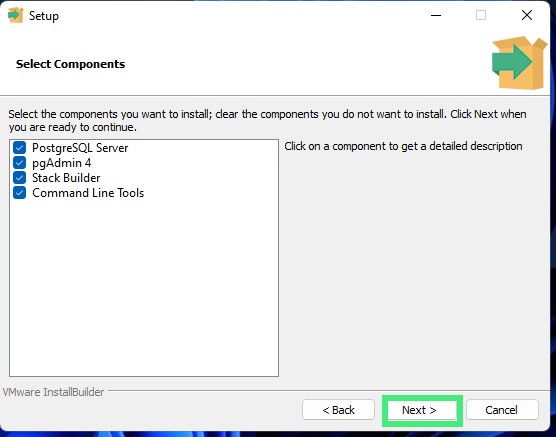 Setup
Select Components
Select the components you want to install; clear the components you do not want to install. Click Next when
you are ready to continue.
PostgreSQL Server
pgAdmin 4
Stack Builder
Command Line Tools
Click on a component to get a detailed description
VMware InstallBuilder
< Back
Next >
Cancel